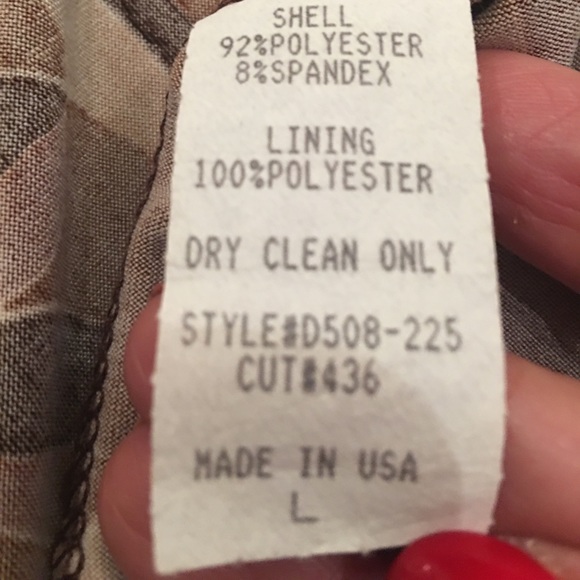 SHELL
92%POLYESTER
8%SPANDEX
LINING
100%POLYESTER
DRY CLEAN ONLY
STYLE#D508-225
CUT#436
MADE IN USA
L